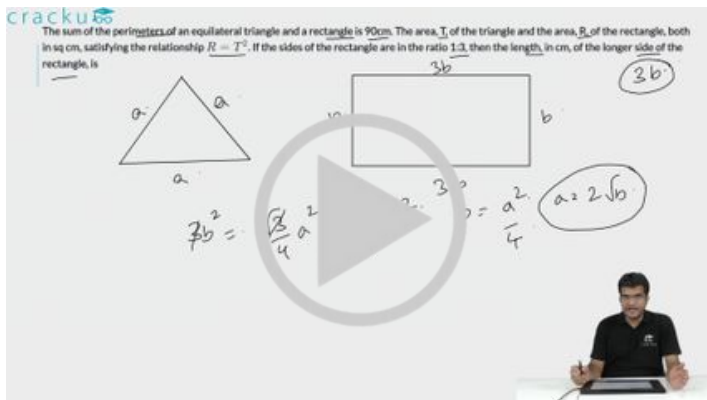 cracku
The sum of the perimeters of an equilateral triangle and a rectangle is 90cm. The area, T, of the triangle and the area, R, of the rectangle, both
in sq cm, satisfying the relationship R = T². If the sides of the rectangle are in the ratio 1:3, then the length, in cm, of the longer side of the
rectangle, is
3b
3b
a a
b
a
3b² = √3/4 a²
= a²/4
a = 2√b